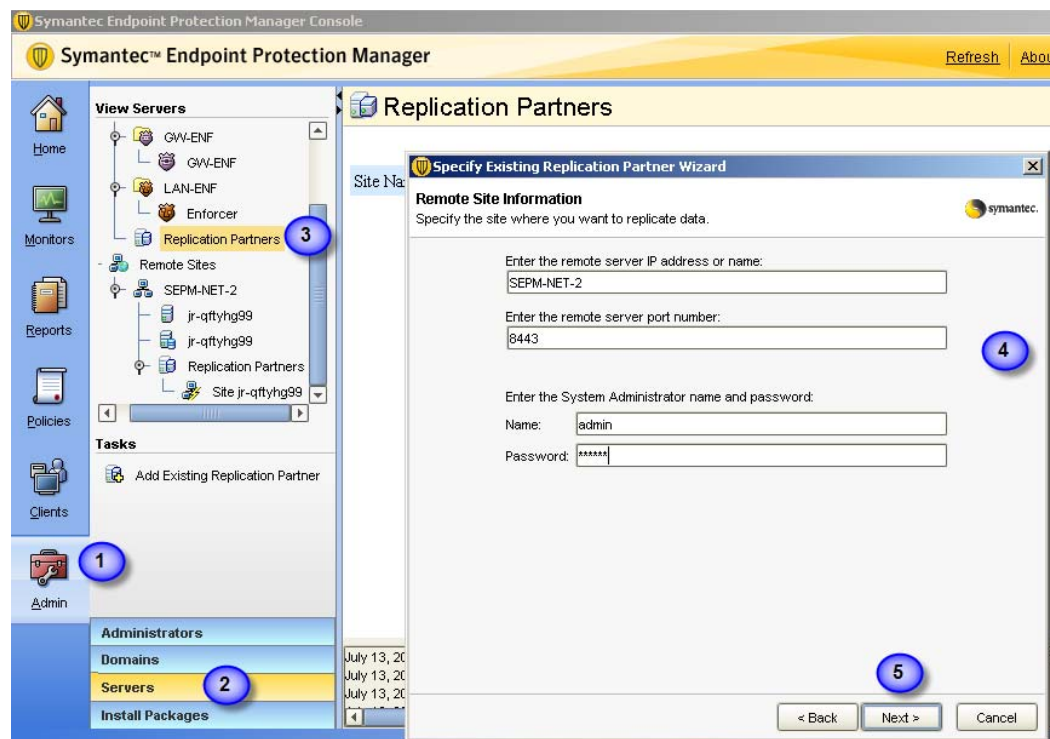 Symantec Endpoint Protection Manager Console
Symantec™ Endpoint Protection Manager
Refresh
Home
Monitors
Reports
Policies
Clients
1
Admin
View Servers
GW-ENF
GW-ENF
LAN-ENF
Enforcer
Replication Partners
3
Remote Sites
SEPM-NET-2
jr-qftyhg99
jr-qftyhg99
Replication Partners
Site jr-qftyhg99
Tasks
Add Existing Replication Partner
Administrators
Domains
Servers
2
Install Packages
Replication Partners
Site
July 13,
July 13,
July 13,
Specify Existing Replication Partner Wizard
Remote Site Information
Specify the site where you want to replicate data.
symantec.
Enter the remote server IP address or name:
SEPM-NET-2
Enter the remote server port number:
8443
4
Enter the System Administrator name and password:
Name: admin
Password: ******
5
< Back Next > Cancel